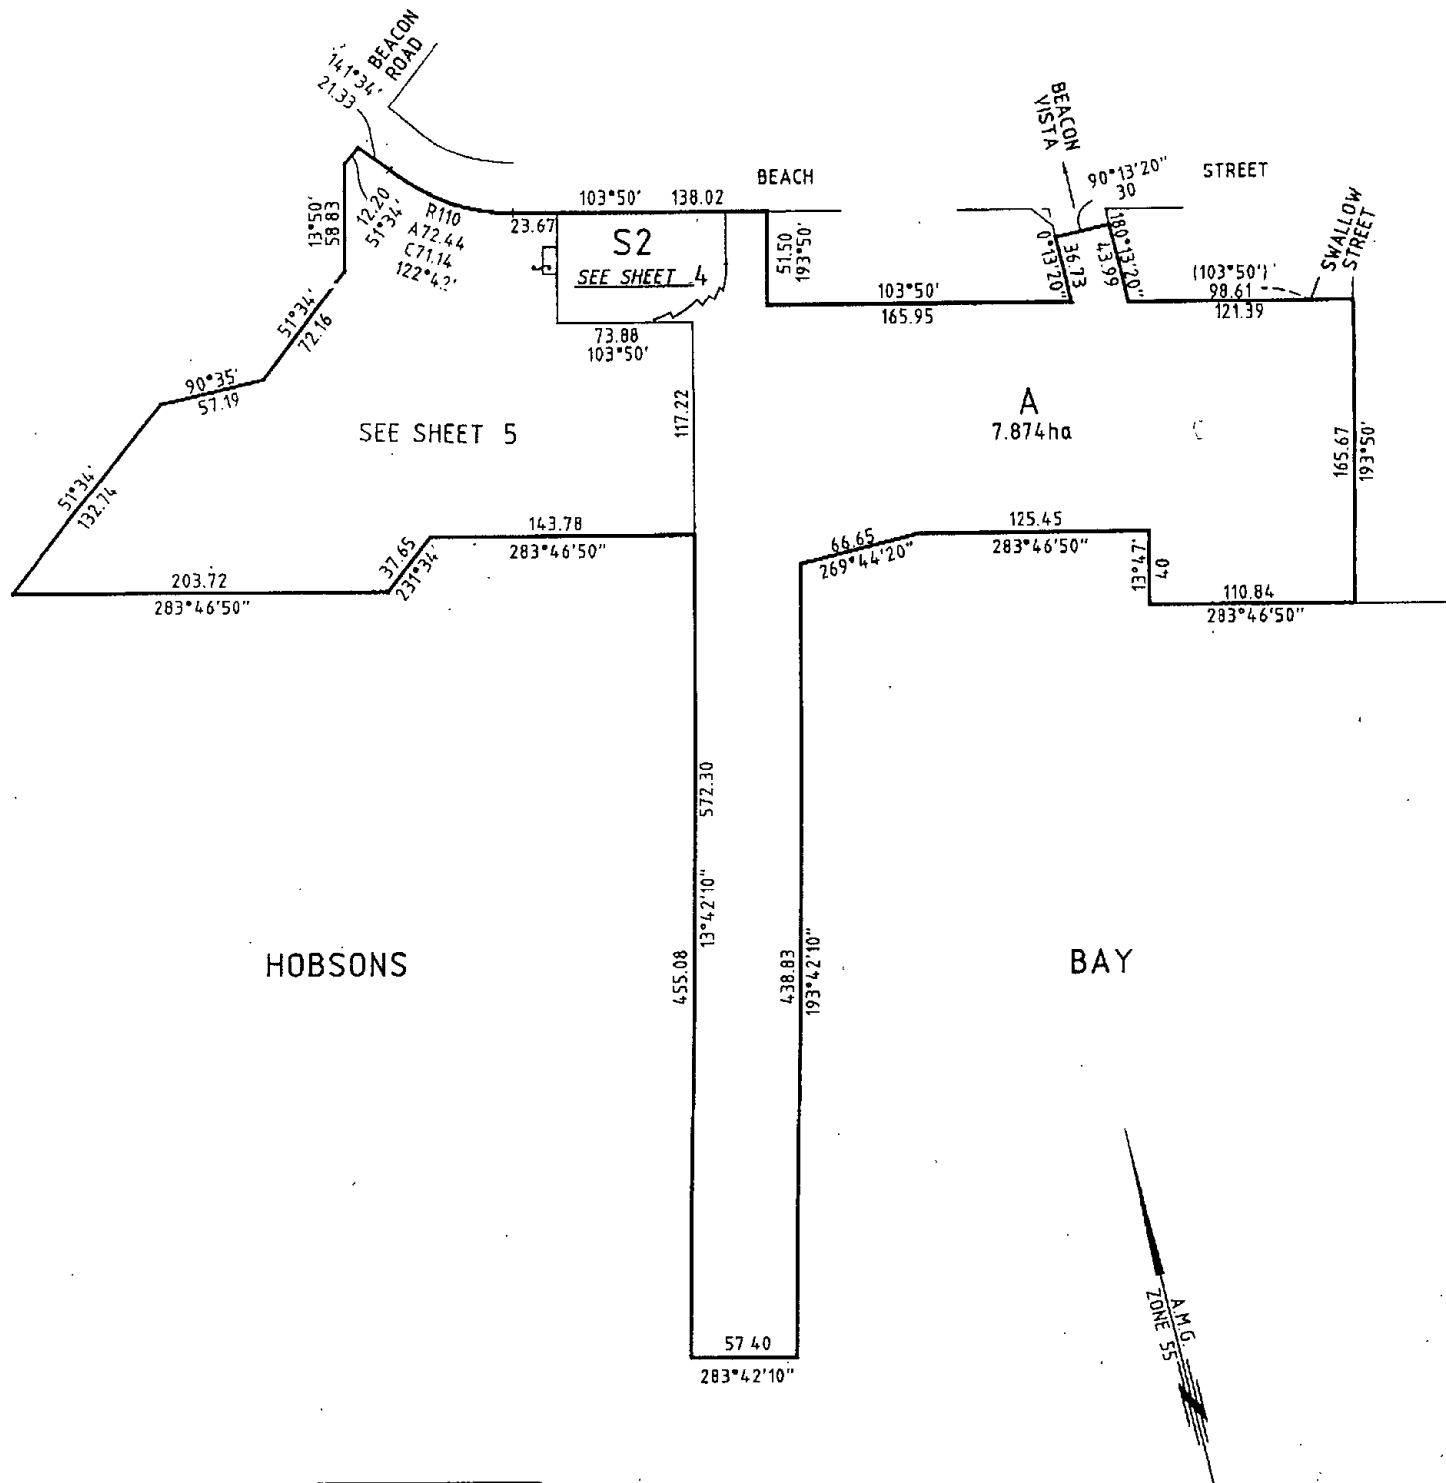 BEACON
ROAD
141°34'
21.33
13°50'
58 83
12.20
51°34'
R110
A72.44
C71.14
122°42'
23.67
103°50'
138.02
BEACH
S2
SEE SHEET 4
73.88
103°50'
51.50
193°50'
BEACON
VISTA
90°13'20"
30
STREET
0°13'20"
36.73
43.99
180°13'20"
SWALLOW
STREET
(103°50')
98.61
121.39
103°50'
165.95
51°34'
72.16
90°35'
57.19
51°34'
132.74
SEE SHEET 5
117.22
A
7.874ha
165.67
193°50'
143.78
283°46'50"
37.65
231°34'
203.72
283°46'50"
66.65
269°44'20"
125.45
283°46'50"
13°47'
40
110.84
283°46'50"
572.30
13°42'10"
455.08
438.83
193°42'10"
HOBSONS
BAY
57 40
283°42'10"
A.M.G.
ZONE 55